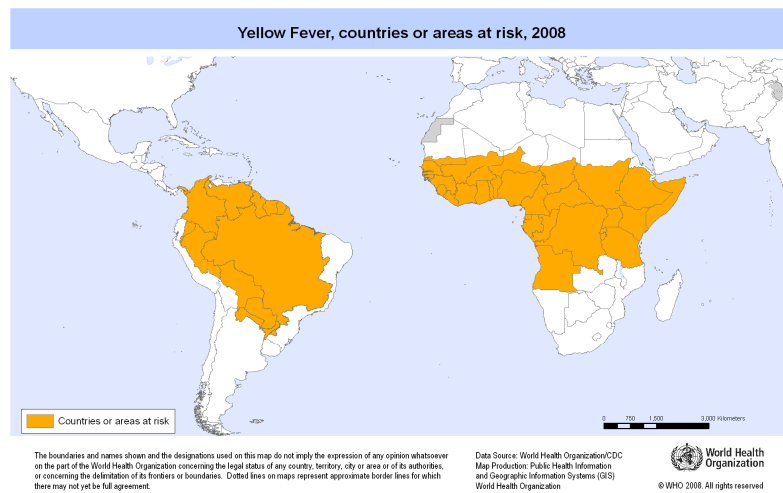 Yellow Fever, countries or areas at risk, 2008
Countries or areas at risk
0 750 1,500 3,000 Kilometers
The boundaries and names shown and the designations used on this map do not imply the expression of any opinion whatsoever
on the part of the World Health Organization concerning the legal status of any country, territory, city or area or of its authorities,
or concerning the delimitation of its frontiers or boundaries. Dotted lines on maps represent approximate border lines for which
there may not yet be full agreement.
Data Source: World Health Organization/CDC
Map Production: Public Health Information
and Geographic Information Systems (GIS)
World Health Organization
World Health
Organization
© WHO 2008. All rights reserved